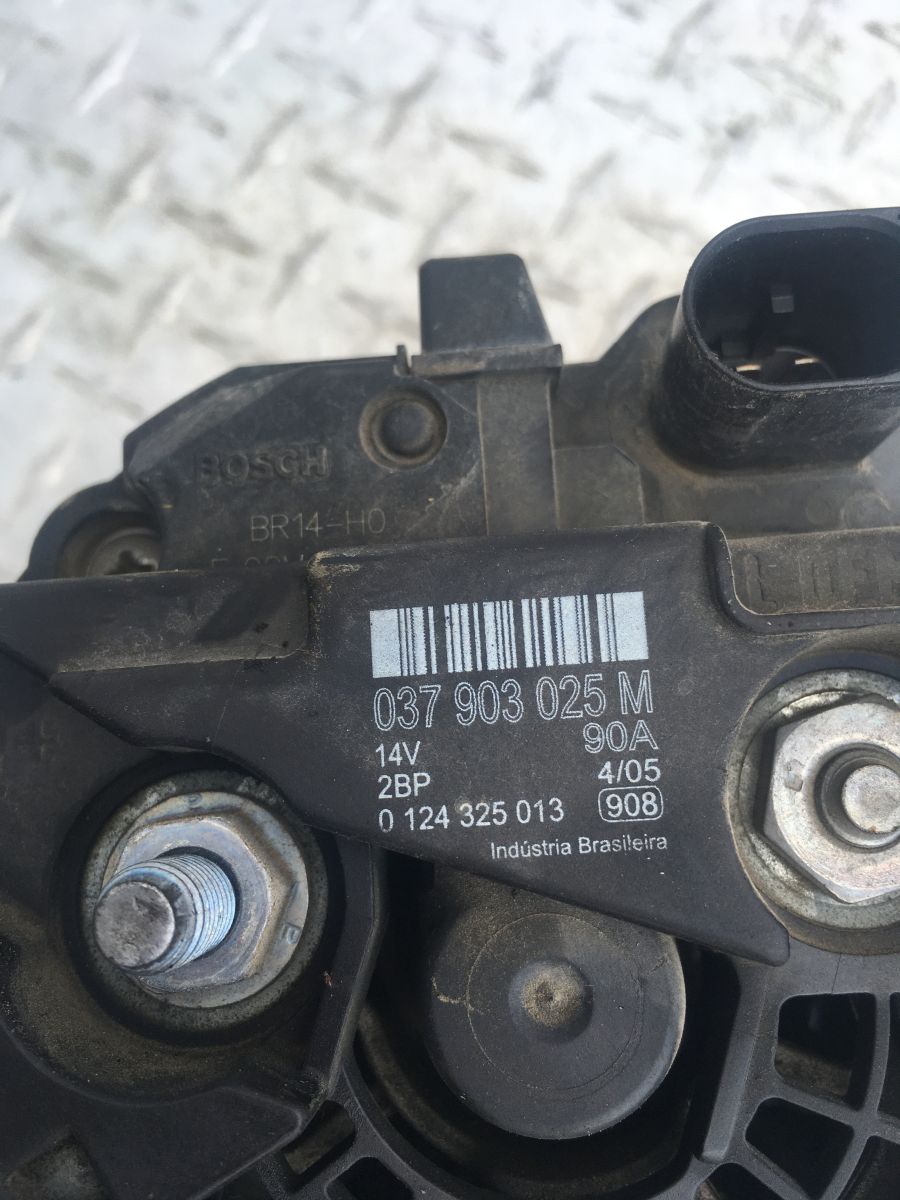 BOSCH
BR14-H0
037 903 025 M
14V 90A
2BP 4/05
0 124 325 013 908
Indústria Brasileira